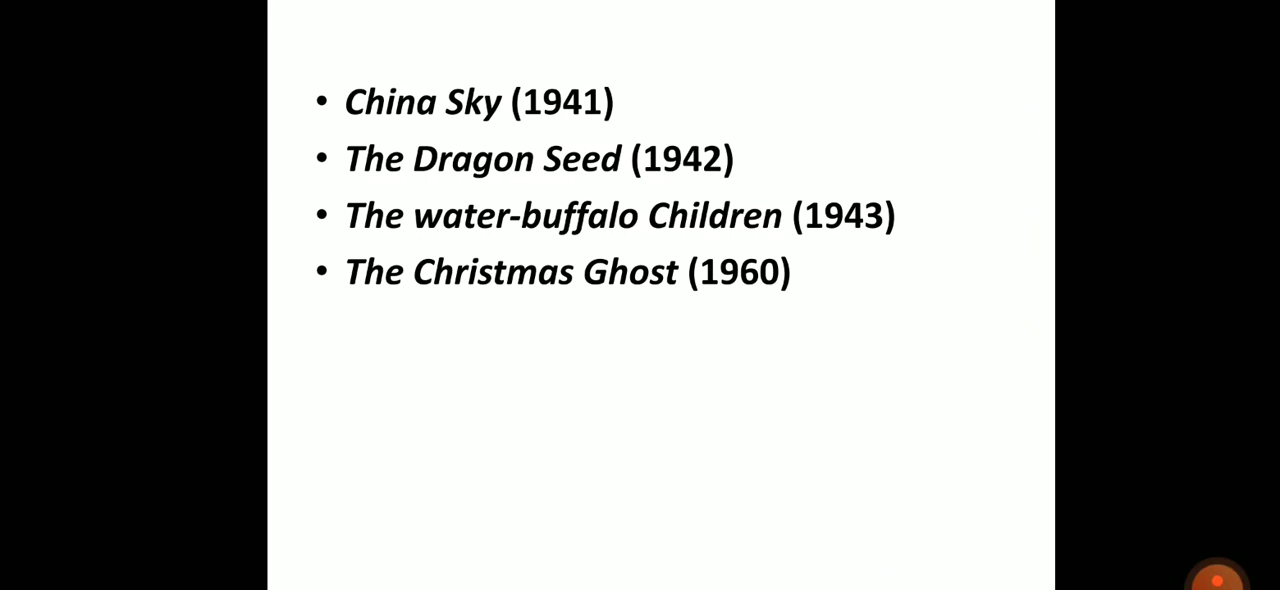 • China Sky (1941)
• The Dragon Seed (1942)
• The water-buffalo Children (1943)
• The Christmas Ghost (1960)